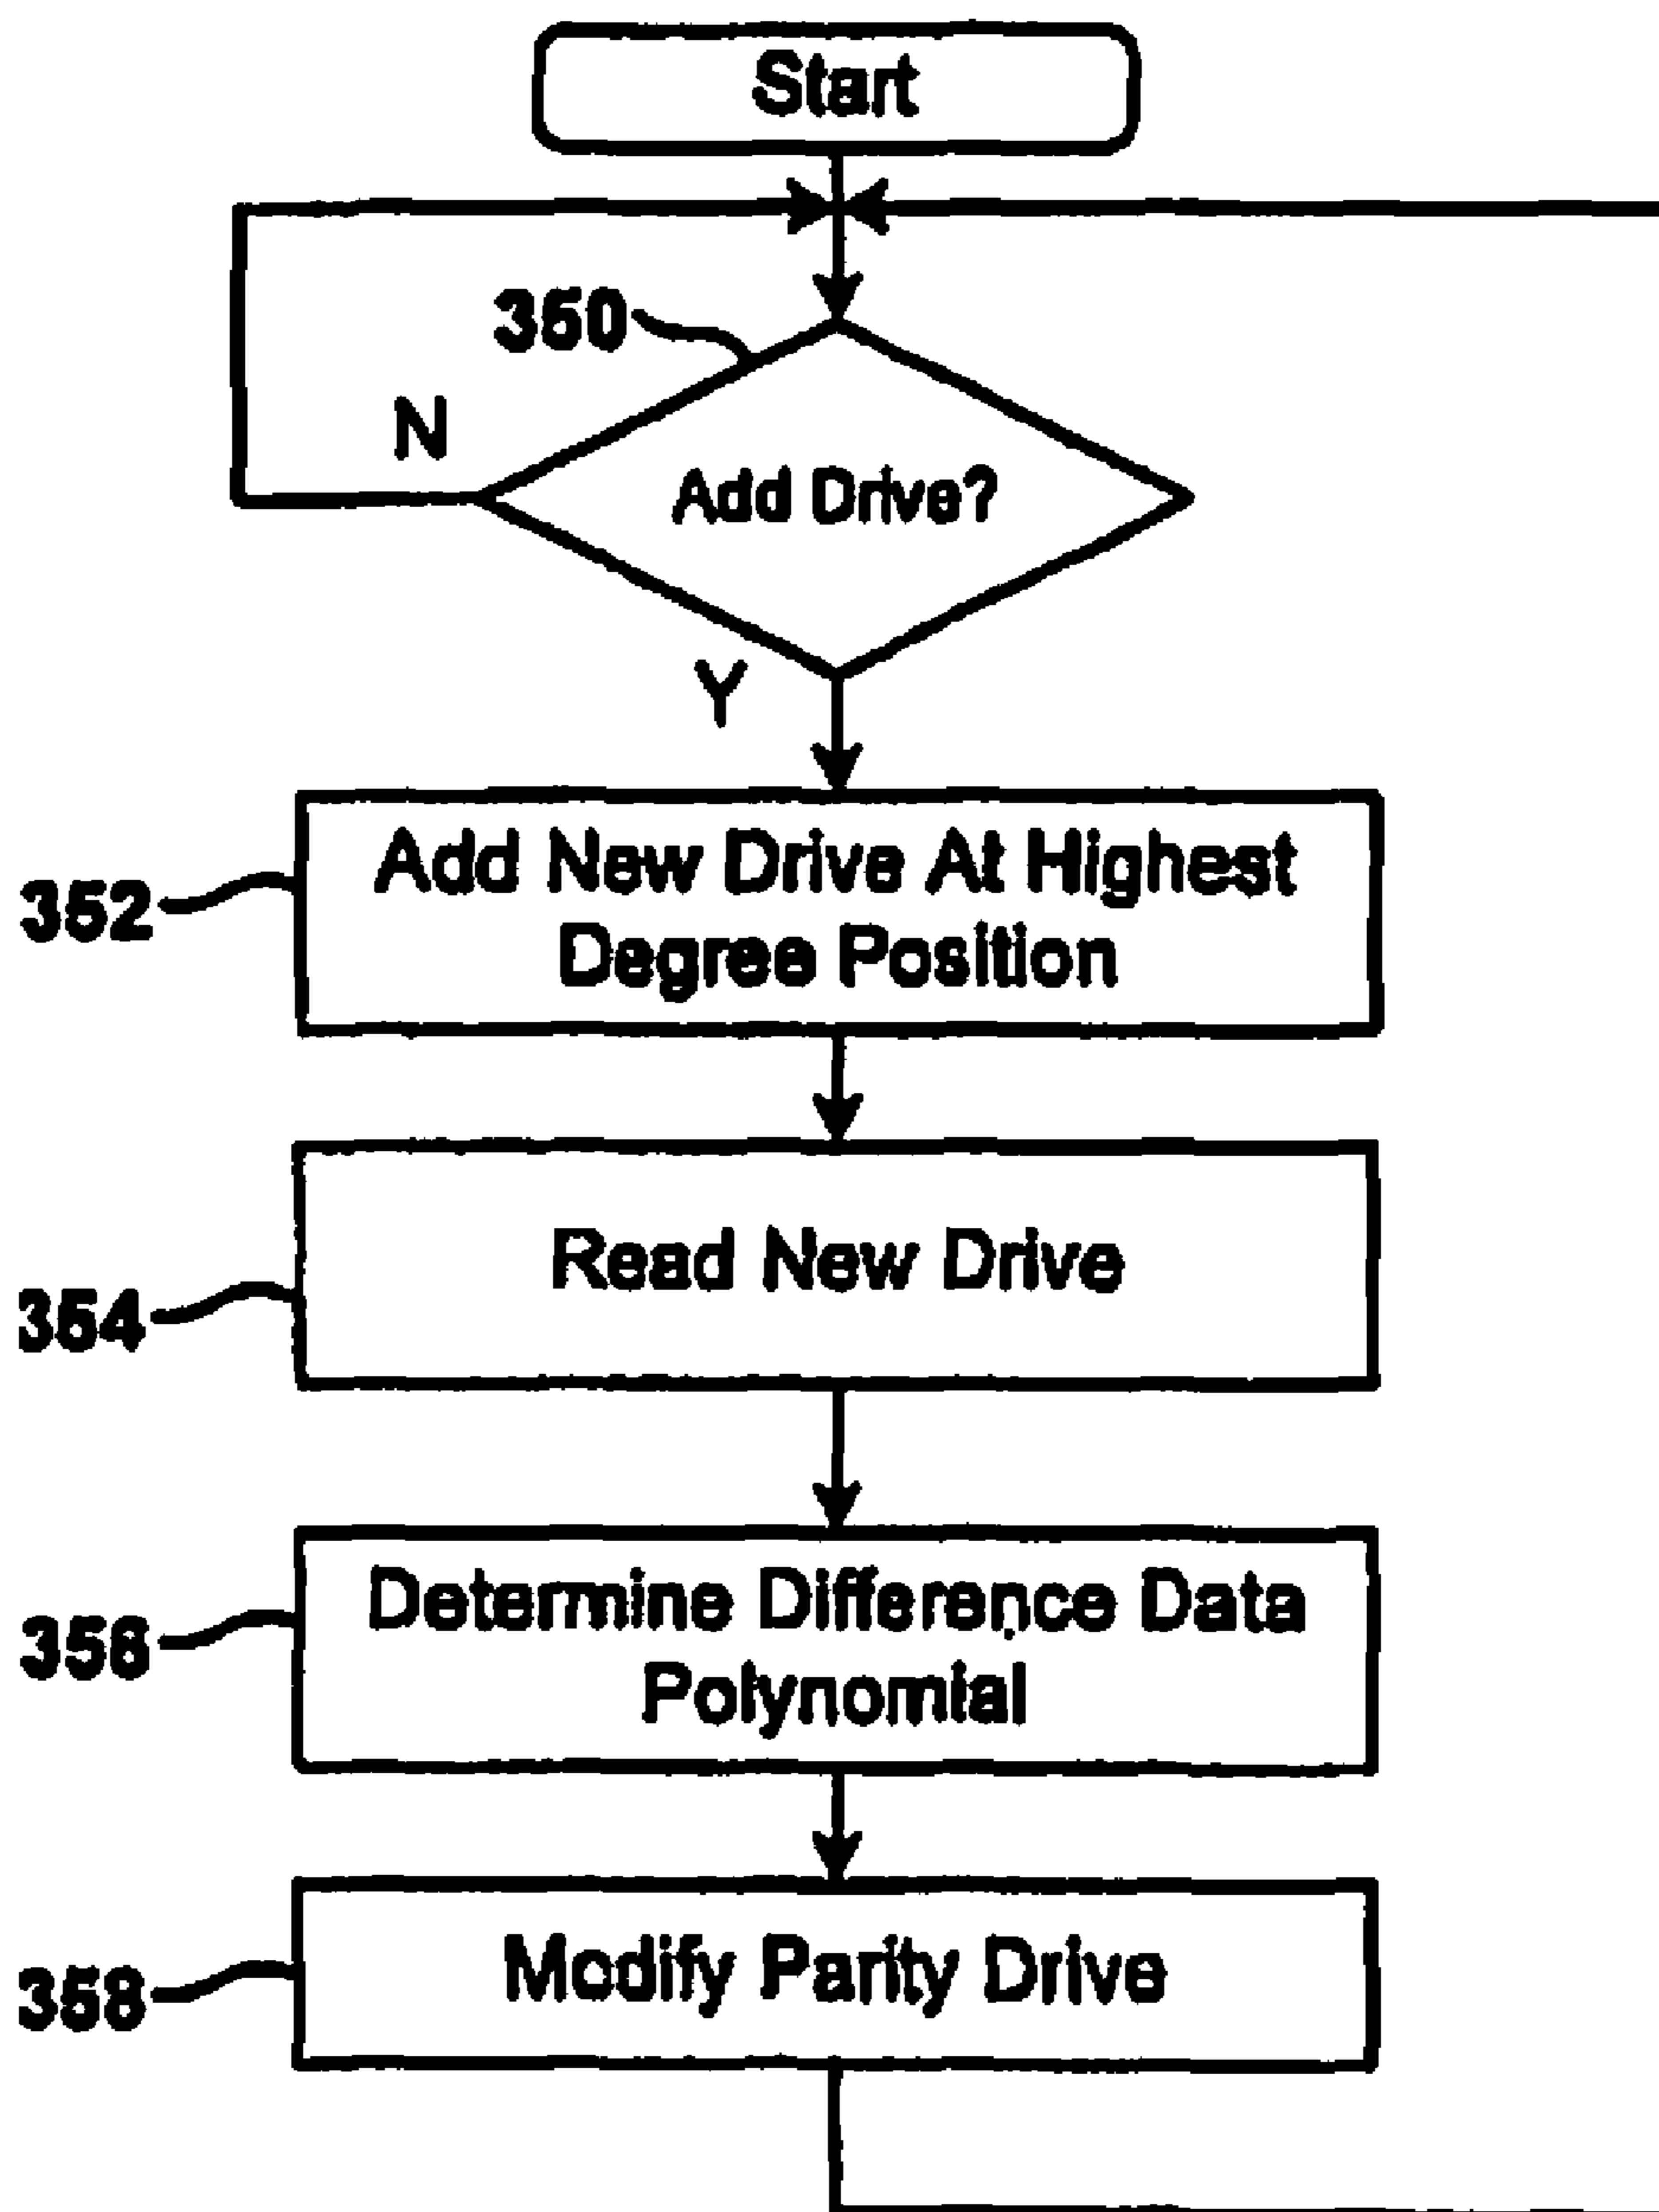 Start
350
N
Add Drive?
Y
Add New Drive At Highest
Degree Position
352
Read New Drive
354
Determine Difference Data
Polynomial
356
Modify Parity Drive
358